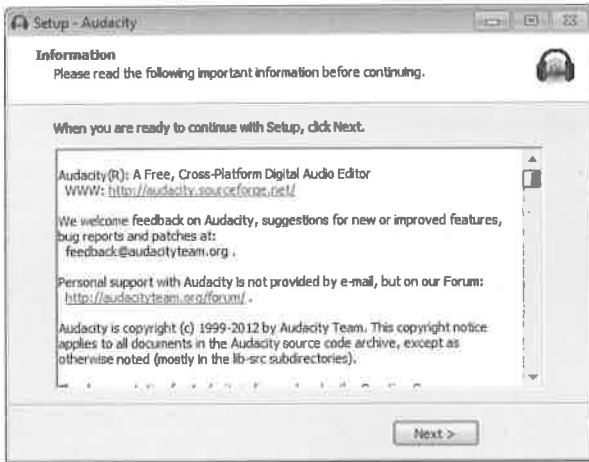 Setup - Audacity
Information
Please read the following important information before continuing.
When you are ready to continue with Setup, click Next.
Audacity(R): A Free, Cross-Platform Digital Audio Editor
WWW: http://audacity.sourceforge.net/
We welcome feedback on Audacity, suggestions for new or improved features,
bug reports and patches at:
feedback@audacityteam.org .
Personal support with Audacity is not provided by e-mail, but on our Forum:
http://audacityteam.org/forum/ .
Audacity is copyright (c) 1999-2012 by Audacity Team. This copyright notice
applies to all documents in the Audacity source code archive, except as
otherwise noted (mostly in the lib-src subdirectories).
Next >